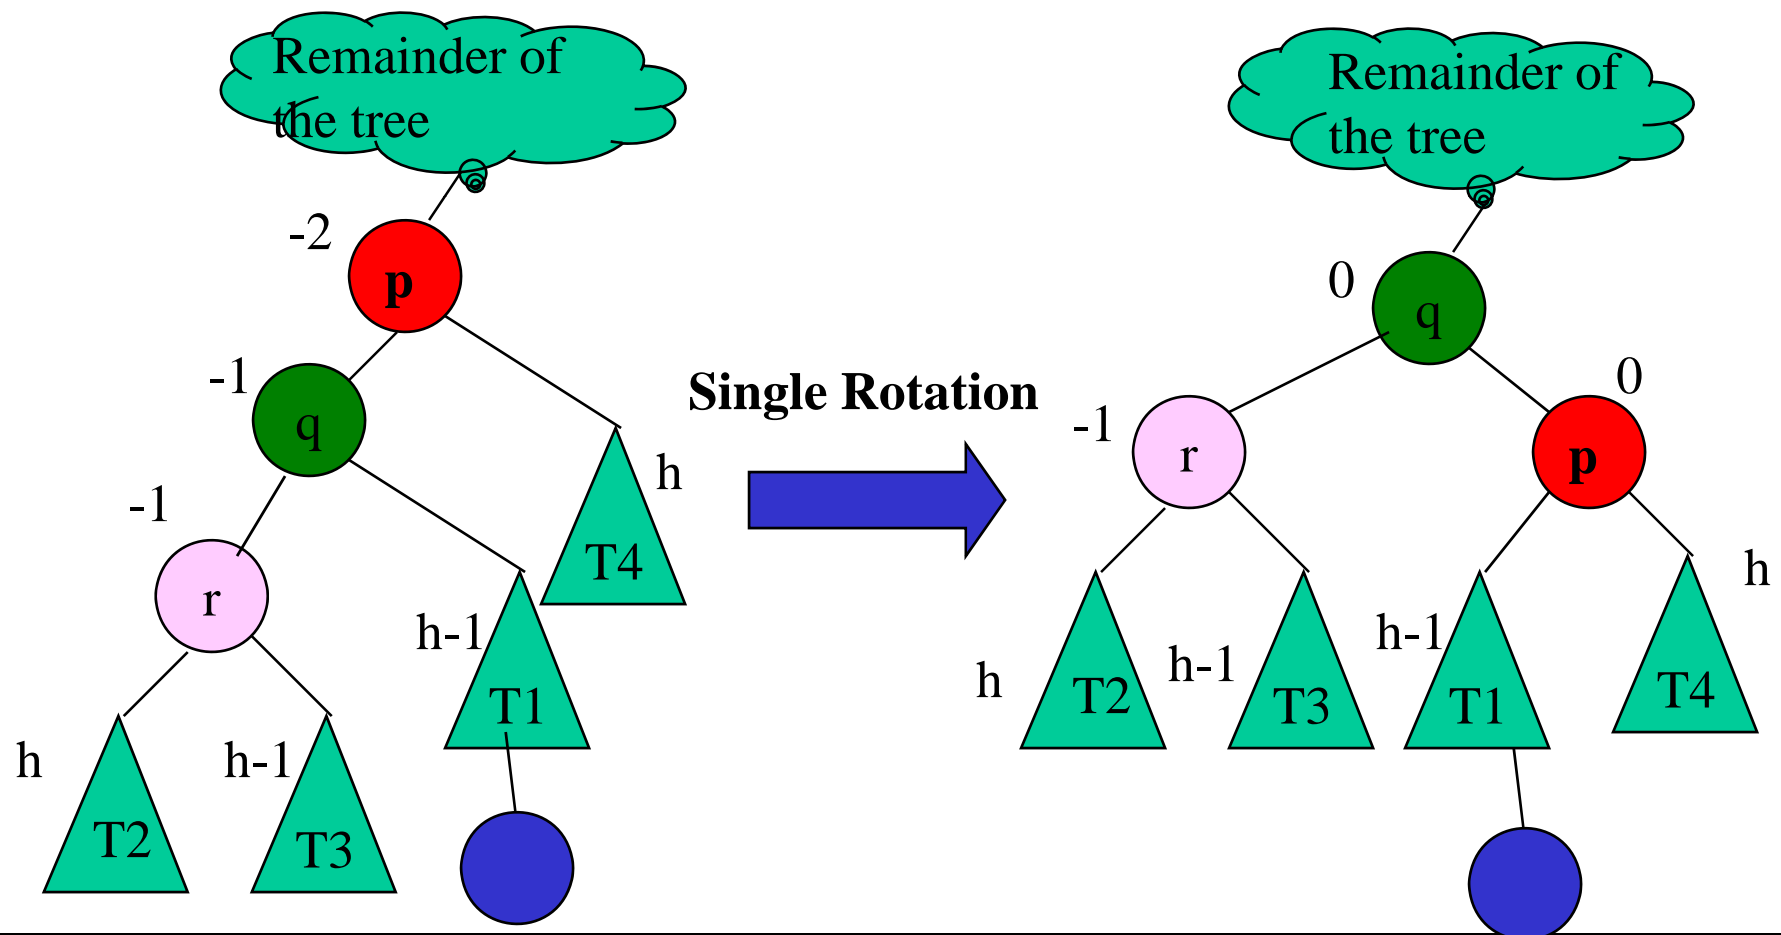 Remainder of
the tree
-2
p
-1
q
-1
r
h
T4
h-1
T1
h
T2
h-1
T3
Single Rotation
Remainder of
the tree
0
q
0
p
-1
r
h
T2
h-1
T3
h-1
T1
h
T4